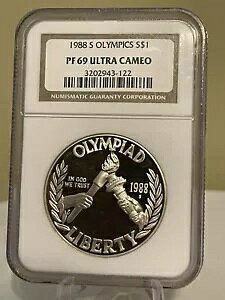 1988 S OLYMPICS S$1
PF 69 ULTRA CAMEO
3202943-122
NUMISMATIC GUARANTY CORPORATION
OLYMPIAD
IN GOD
WE TRUST
1988
S
LIBERTY